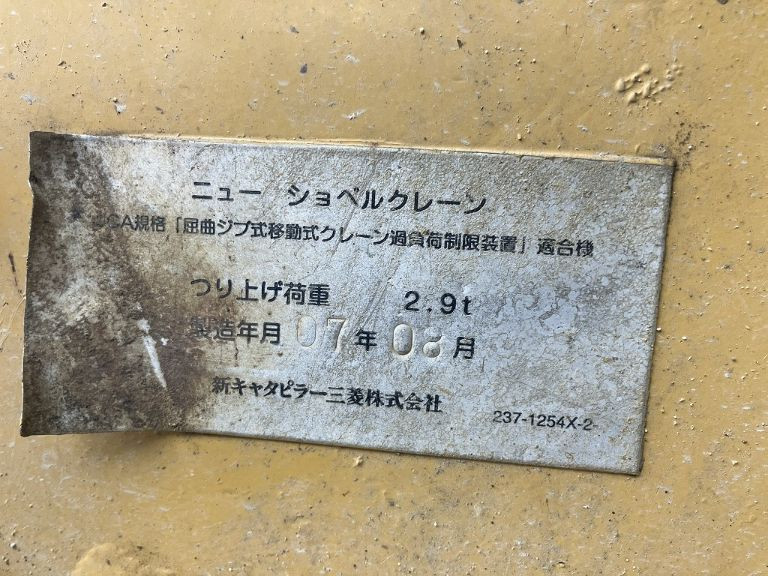 ニュー ショベルクレーン
CA規格「屈曲ジブ式移動式クレーン過負荷制限装置」適合機
つり上げ荷重 2.9t
製造年月 07年 08月
新キャタピラー三菱株式会社
237-1254X-2